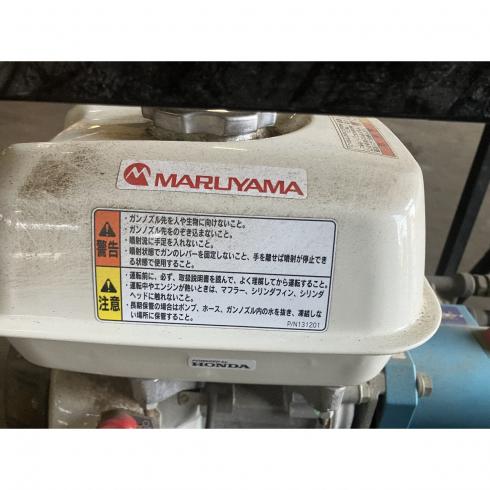 MARUYAMA
警告
・ガンノズル先を人や生物に向けないこと。
・ガンノズル先をのぞき込まないこと。
・噴射流に手足を入れないこと。
・噴射状態でガンのレバーを固定しないこと、手を離せば噴射が停止でき
る状態で使用すること。
注意
・運転前に、必ず、取扱説明書を読んで、よく理解してから運転すること。
・運転中やエンジンが熱いときは、マフラー、シリンダフィン、シリンダ
ヘッドに触れないこと。
・長期保管の場合はポンプ、ホース、ガンノズル内の水を抜き、凍結しな
い場所に保管すること。
P/N131201
POWERED by
HONDA